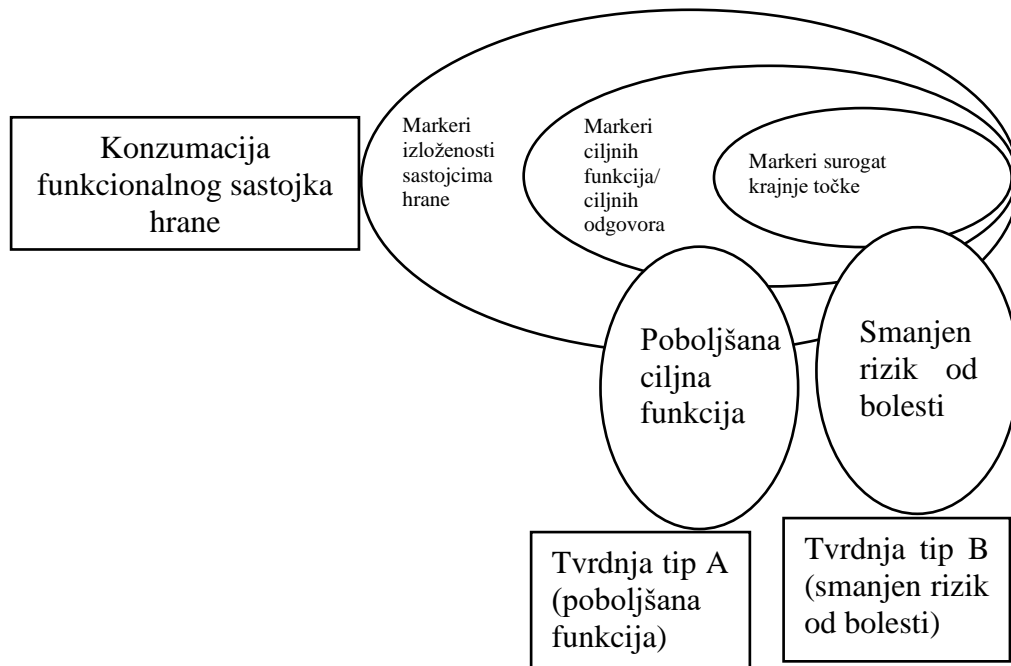 Konzumacija
funkcionalnog sastojka
hrane
Markeri
izloženosti
sastojcima
hrane
Markeri
ciljnih
funkcija/
ciljnih
odgovora
Markeri surogat
krajnje točke
Poboljšana
ciljna
funkcija
Smanjen
rizik od
bolesti
Tvrdnja tip A
(poboljšana
funkcija)
Tvrdnja tip B
(smanjen rizik
od bolesti)